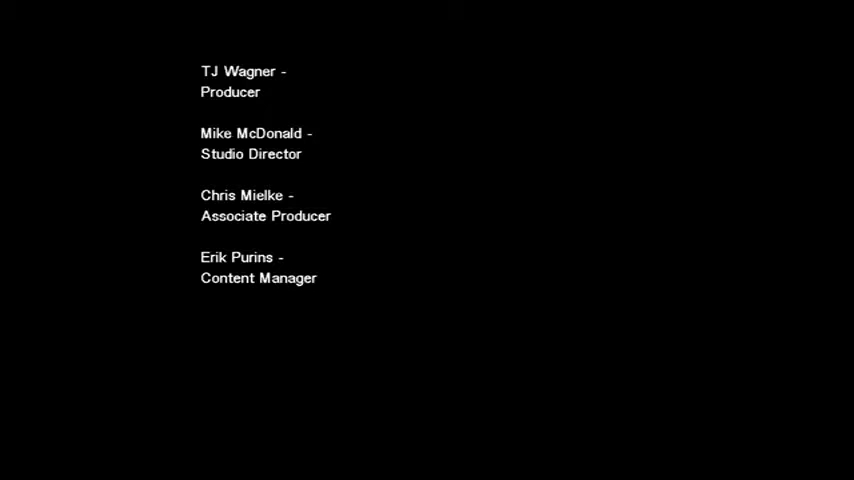 TJ Wagner -
Producer
Mike McDonald -
Studio Director
Chris Mielke -
Associate Producer
Erik Purins -
Content Manager